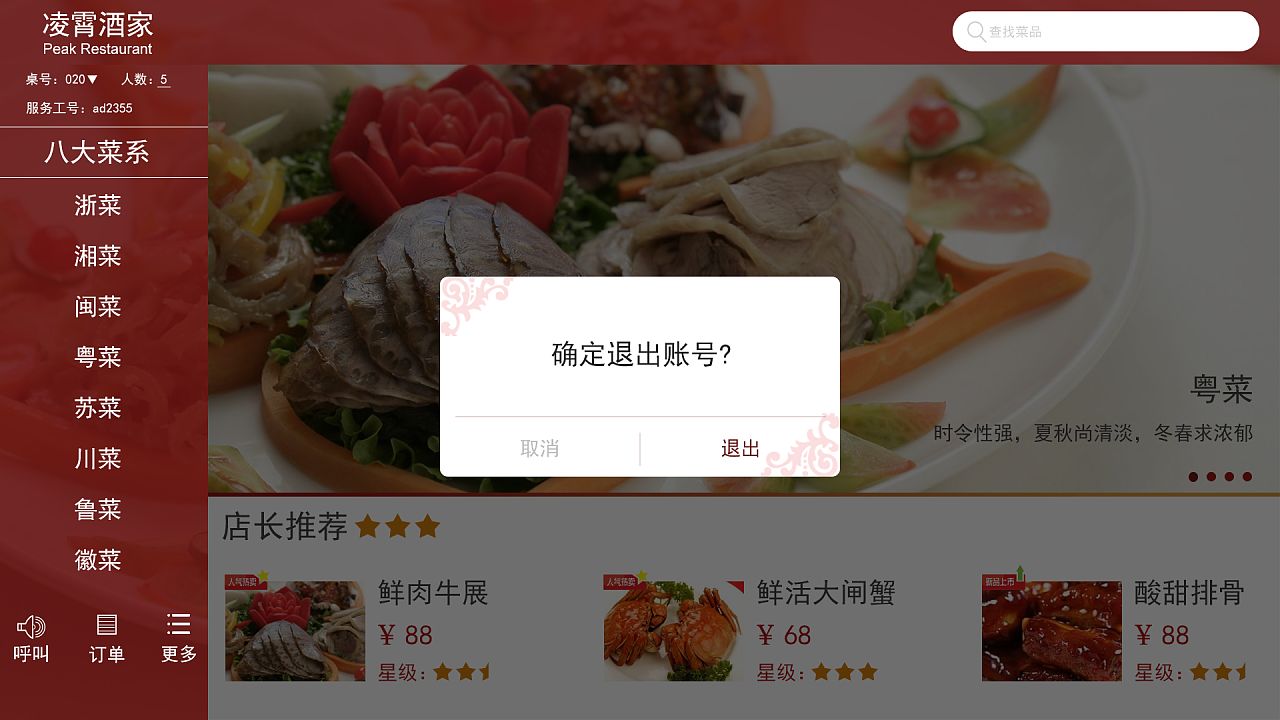 凌霄酒家
Peak Restaurant
查找菜品
桌号：020▼ 人数：5
服务工号：ad2355
八大菜系
浙菜
湘菜
闽菜
粤菜
苏菜
川菜
鲁菜
徽菜
呼叫 订单 更多
确定退出账号?
取消 退出
粤菜
时令性强，夏秋尚清淡，冬春求浓郁
店长推荐
人气热卖
鲜肉牛展
¥ 88
星级：
人气热卖
鲜活大闸蟹
¥ 68
星级：
新品上市
酸甜排骨
¥ 88
星级：